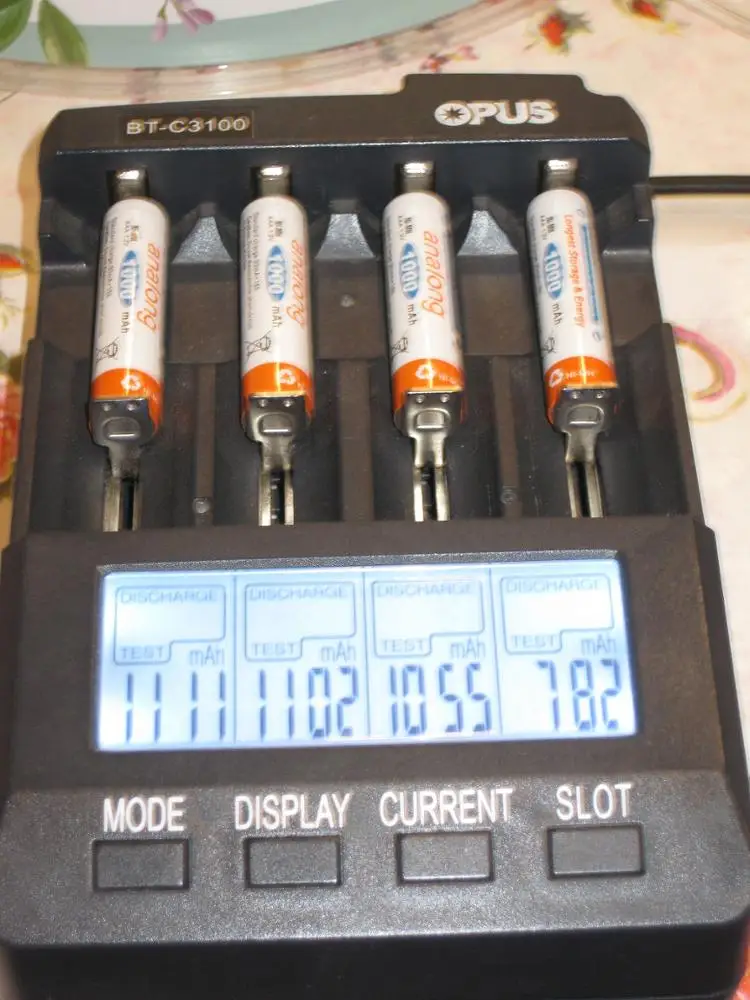 BT-C3100
OPUS
analong
1000 mAh
analong
1000 mAh
analong
1000 mAh
Longest Storage & Energy
1000 mAh
DISCHARGE DISCHARGE DISCHARGE DISCHARGE
TEST mAh TEST mAh TEST mAh TEST mAh
1111 1102 1055 782
MODE DISPLAY CURRENT SLOT